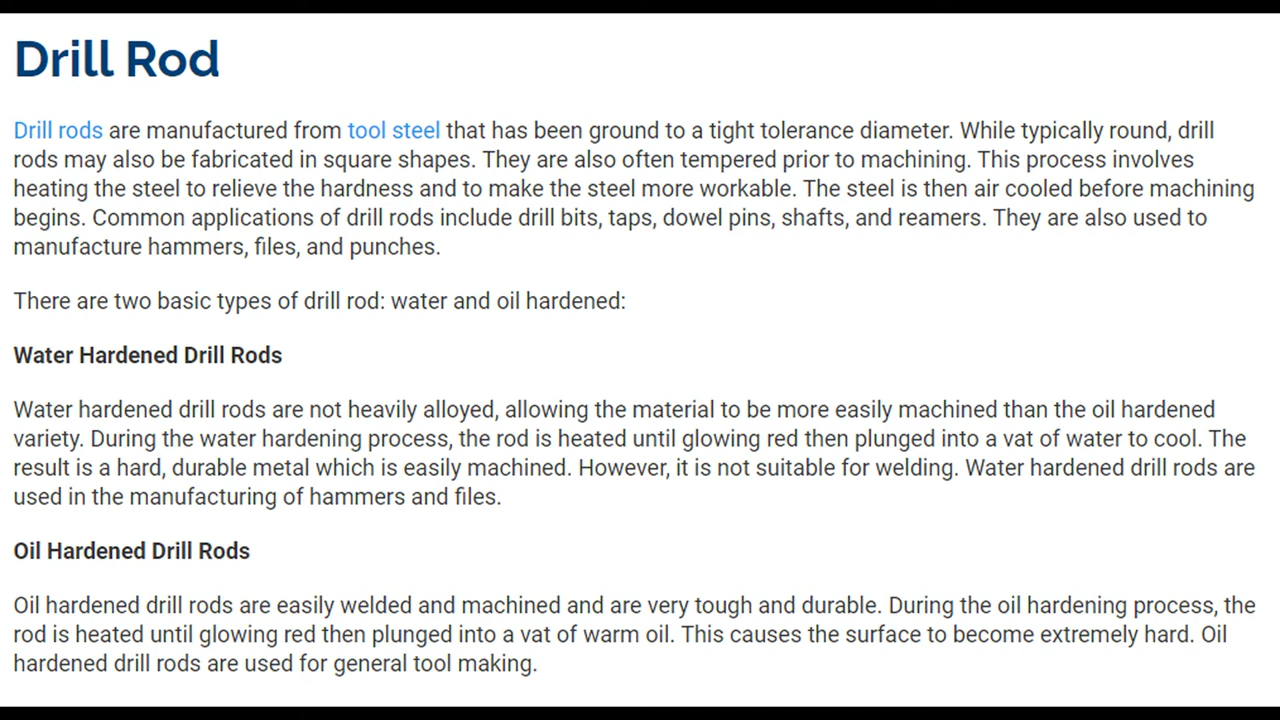 Drill Rod
Drill rods are manufactured from tool steel that has been ground to a tight tolerance diameter. While typically round, drill
rods may also be fabricated in square shapes. They are also often tempered prior to machining. This process involves
heating the steel to relieve the hardness and to make the steel more workable. The steel is then air cooled before machining
begins. Common applications of drill rods include drill bits, taps, dowel pins, shafts, and reamers. They are also used to
manufacture hammers, files, and punches.
There are two basic types of drill rod: water and oil hardened:
Water Hardened Drill Rods
Water hardened drill rods are not heavily alloyed, allowing the material to be more easily machined than the oil hardened
variety. During the water hardening process, the rod is heated until glowing red then plunged into a vat of water to cool. The
result is a hard, durable metal which is easily machined. However, it is not suitable for welding. Water hardened drill rods are
used in the manufacturing of hammers and files.
Oil Hardened Drill Rods
Oil hardened drill rods are easily welded and machined and are very tough and durable. During the oil hardening process, the
rod is heated until glowing red then plunged into a vat of warm oil. This causes the surface to become extremely hard. Oil
hardened drill rods are used for general tool making.